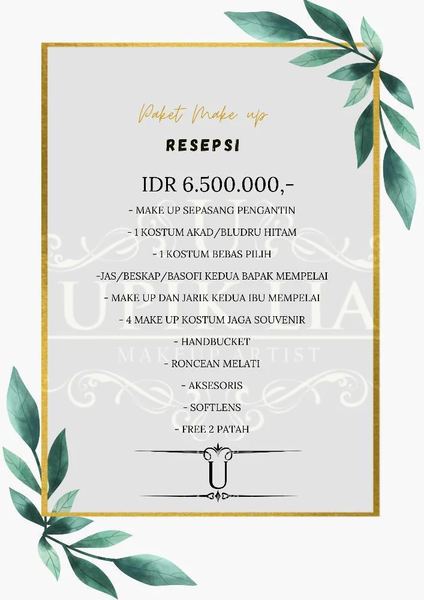 Paket Make up
RESEPSI
IDR 6.500.000,-
- MAKE UP SEPASANG PENGANTIN
- 1 KOSTUM AKAD/BLUDRU HITAM
- 1 KOSTUM BEBAS PILIH
-JAS/BESKAP/BASOFI KEDUA BAPAK MEMPELAI
- MAKE UP DAN JARIK KEDUA IBU MEMPELAI
- 4 MAKE UP KOSTUM JAGA SOUVENIR
- HANDBUCKET
- RONCEAN MELATI
- AKSESORIS
- SOFTLENS
- FREE 2 PATAH
U
U
MAKEUP ARTIST